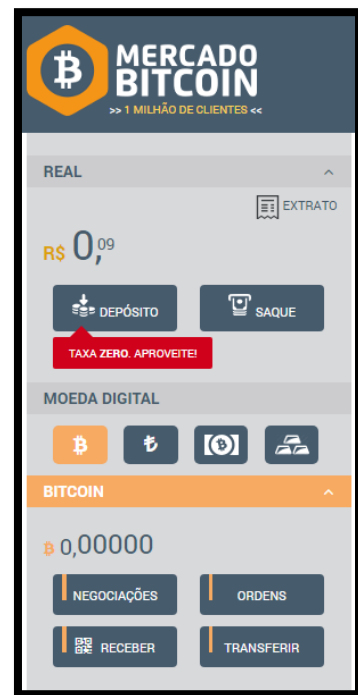 MERCADO
BITCOIN
>> 1 MILHÃO DE CLIENTES <<
REAL
EXTRATO
R$ 0,09
DEPÓSITO
SAQUE
TAXA ZERO. APROVEITE!
MOEDA DIGITAL
BITCOIN
0,00000
NEGOCIAÇÕES
ORDENS
RECEBER
TRANSFERIR